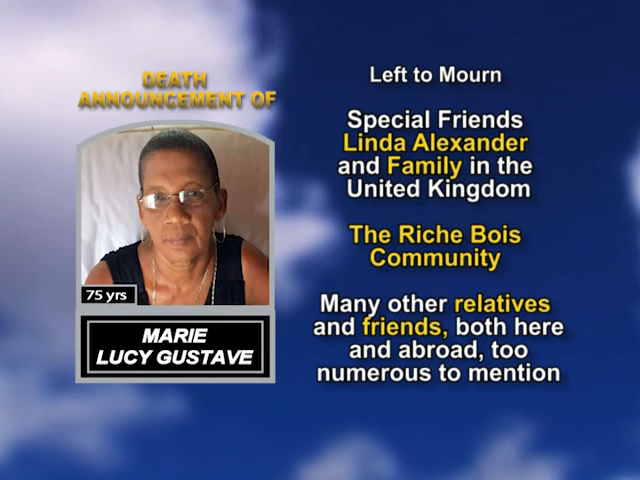 DEATH
ANNOUNCEMENT OF
75 yrs
MARIE
LUCY GUSTAVE
Left to Mourn
Special Friends
Linda Alexander
and Family in the
United Kingdom
The Riche Bois
Community
Many other relatives
and friends, both here
and abroad, too
numerous to mention